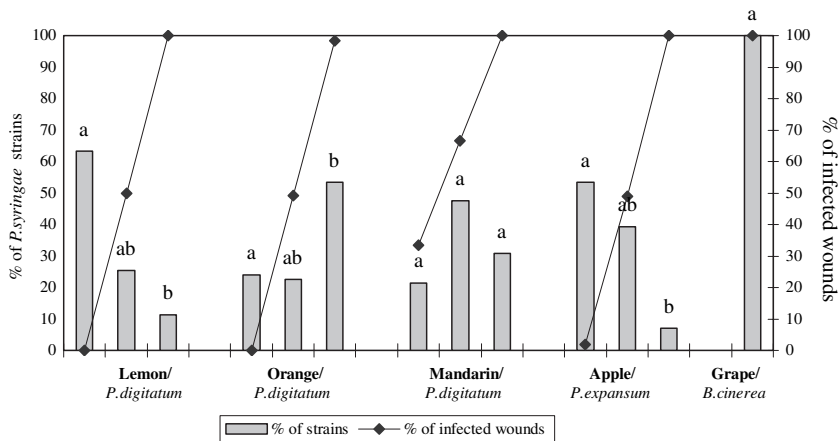 a
100
90
80
70
60
50
40
30
20
10
0
% of P.syringae strains
100
90
80
70
60
50
40
30
20
10
0
% of infected wounds
a
ab
b
a
ab
b
a
a
a
a
ab
b
Lemon/ Orange/ Mandarin/ Apple/ Grape/
P.digitatum P.digitatum P.digitatum P.expansum B.cinerea
% of strains % of infected wounds